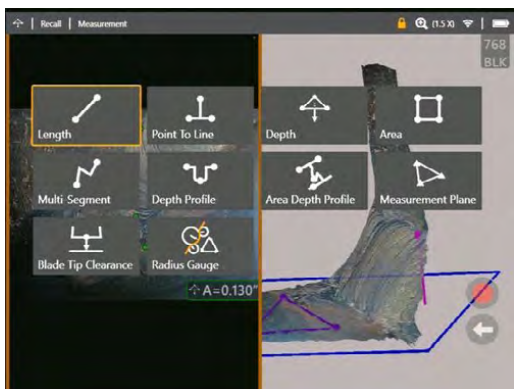 Recall Measurement (1.5 X)
768
BLK
Length Point To Line Depth Area
Multi Segment Depth Profile Area Depth Profile Measurement Plane
Blade Tip Clearance Radius Gauge
A=0.130"